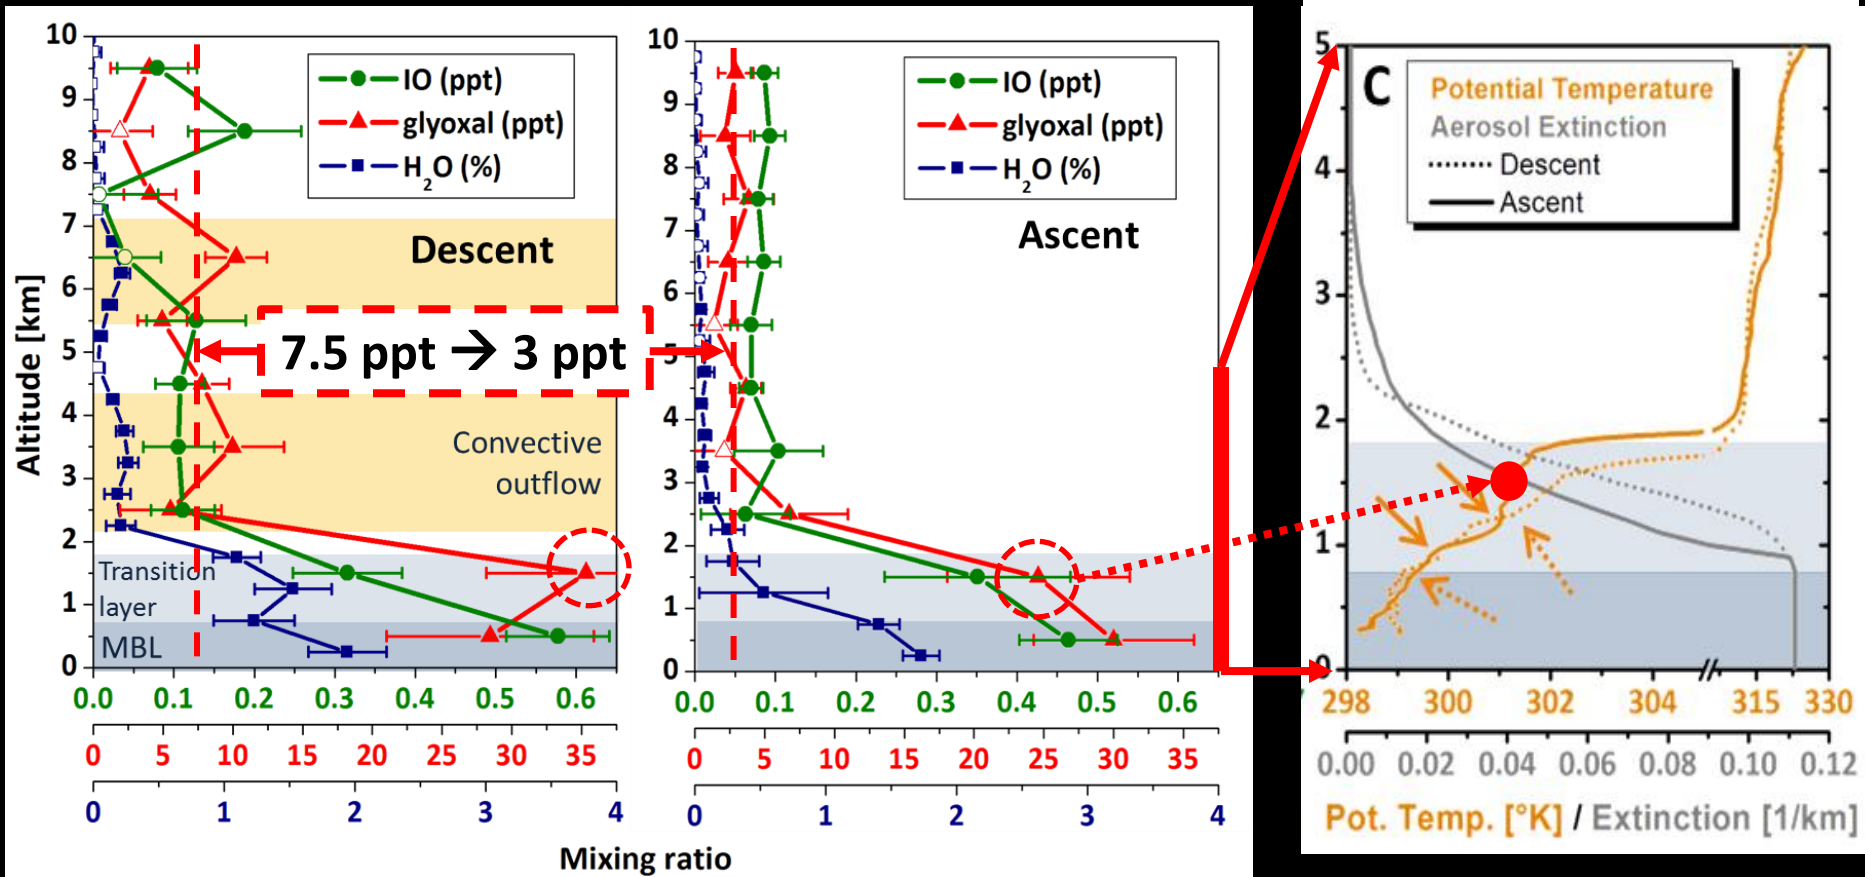 10
9
8
7
6
5
4
3
2
1
0
Altitude [km]
IO (ppt)
glyoxal (ppt)
H2O (%)
Descent
7.5 ppt → 3 ppt
Convective
outflow
Transition
layer
MBL
0.0 0.1 0.2 0.3 0.4 0.5 0.6
0 5 10 15 20 25 30 35
0 1 2 3 4
10
9
8
7
6
5
4
3
2
1
0
IO (ppt)
glyoxal (ppt)
H2O (%)
Ascent
0.0 0.1 0.2 0.3 0.4 0.5 0.6
0 5 10 15 20 25 30 35
0 1 2 3 4
Mixing ratio
5
4
3
2
1
0
C
Potential Temperature
Aerosol Extinction
Descent
Ascent
298 300 302 304 315 330
0.00 0.02 0.04 0.06 0.08 0.10 0.12
Pot. Temp. [°K] / Extinction [1/km]